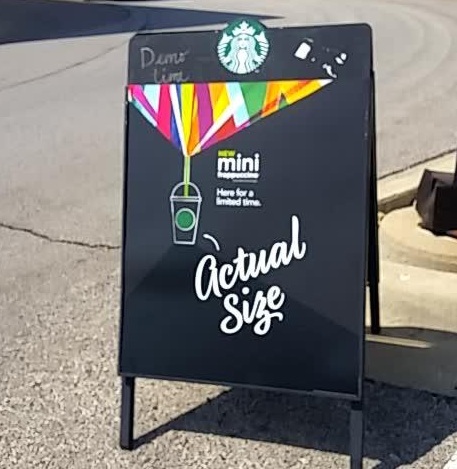 Demo
time
NEW
mini
frappuccino
Here for a
limited time.
Actual
Size